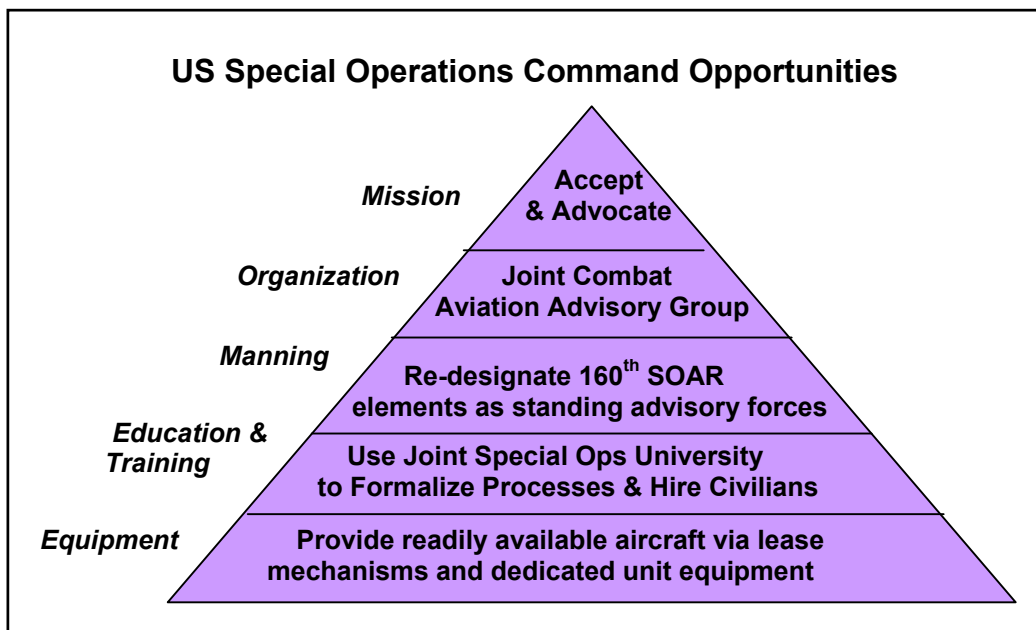 US Special Operations Command Opportunities
Mission
Accept
& Advocate
Organization
Joint Combat
Aviation Advisory Group
Manning
Re-designate 160th SOAR
elements as standing advisory forces
Education &
Training
Use Joint Special Ops University
to Formalize Processes & Hire Civilians
Equipment
Provide readily available aircraft via lease
mechanisms and dedicated unit equipment